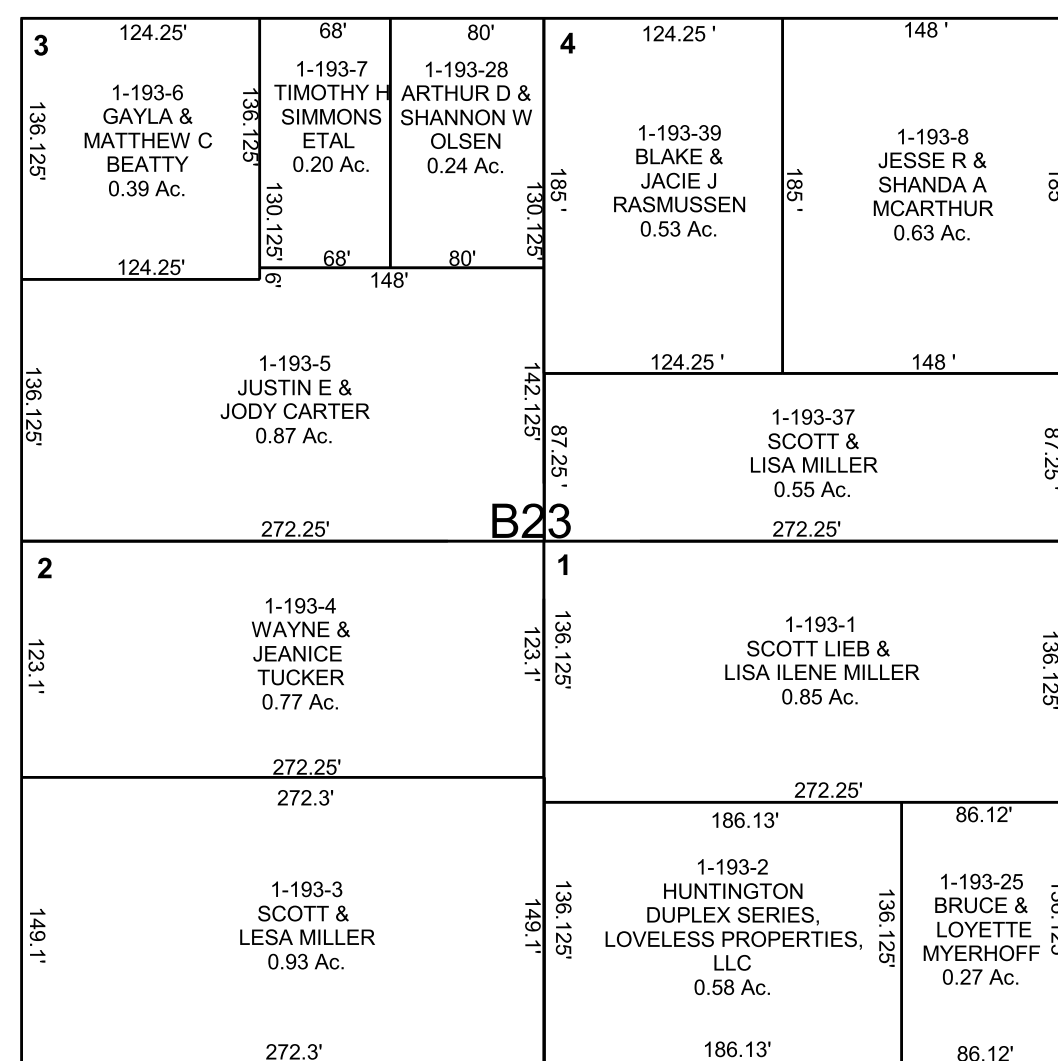 3
124.25'
136.125'
1-193-6
GAYLA &
MATTHEW C
BEATTY
0.39 Ac.
136.125'
124.25'
68'
1-193-7
TIMOTHY H
SIMMONS
ETAL
0.20 Ac.
130.125'
68'
80'
1-193-28
ARTHUR D &
SHANNON W
OLSEN
0.24 Ac.
130.125'
80'
6'
148'
1-193-5
JUSTIN E &
JODY CARTER
0.87 Ac.
136.125'
142.125'
272.25'
4
124.25 '
185 '
1-193-39
BLAKE &
JACIE J
RASMUSSEN
0.53 Ac.
185 '
124.25 '
148 '
1-193-8
JESSE R &
SHANDA A
MCARTHUR
0.63 Ac.
185
148 '
87.25 '
1-193-37
SCOTT &
LISA MILLER
0.55 Ac.
87.25 '
272.25'
B23
2
1-193-4
WAYNE &
JEANICE
TUCKER
0.77 Ac.
123.1'
123.1'
272.25'
272.3'
1-193-3
SCOTT &
LESA MILLER
0.93 Ac.
149.1'
149.1'
272.3'
1
136.125'
1-193-1
SCOTT LIEB &
LISA ILENE MILLER
0.85 Ac.
136.125'
272.25'
186.13'
136.125'
1-193-2
HUNTINGTON
DUPLEX SERIES,
LOVELESS PROPERTIES,
LLC
0.58 Ac.
136.125'
186.13'
86.12'
1-193-25
BRUCE &
LOYETTE
MYERHOFF
0.27 Ac.
86.12'